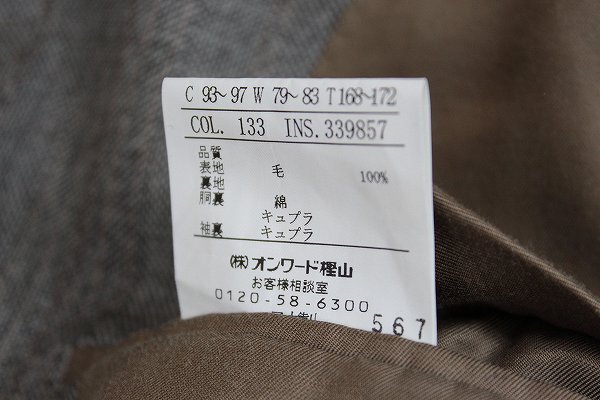 C 93~97 W 79~83 T168~172
COL. 133 INS.339857
品質
表地 毛 100%
裏地
胴裏 綿
キュプラ
袖裏 キュプラ
(株)オンワード樫山
お客様相談室
0120-58-6300
567